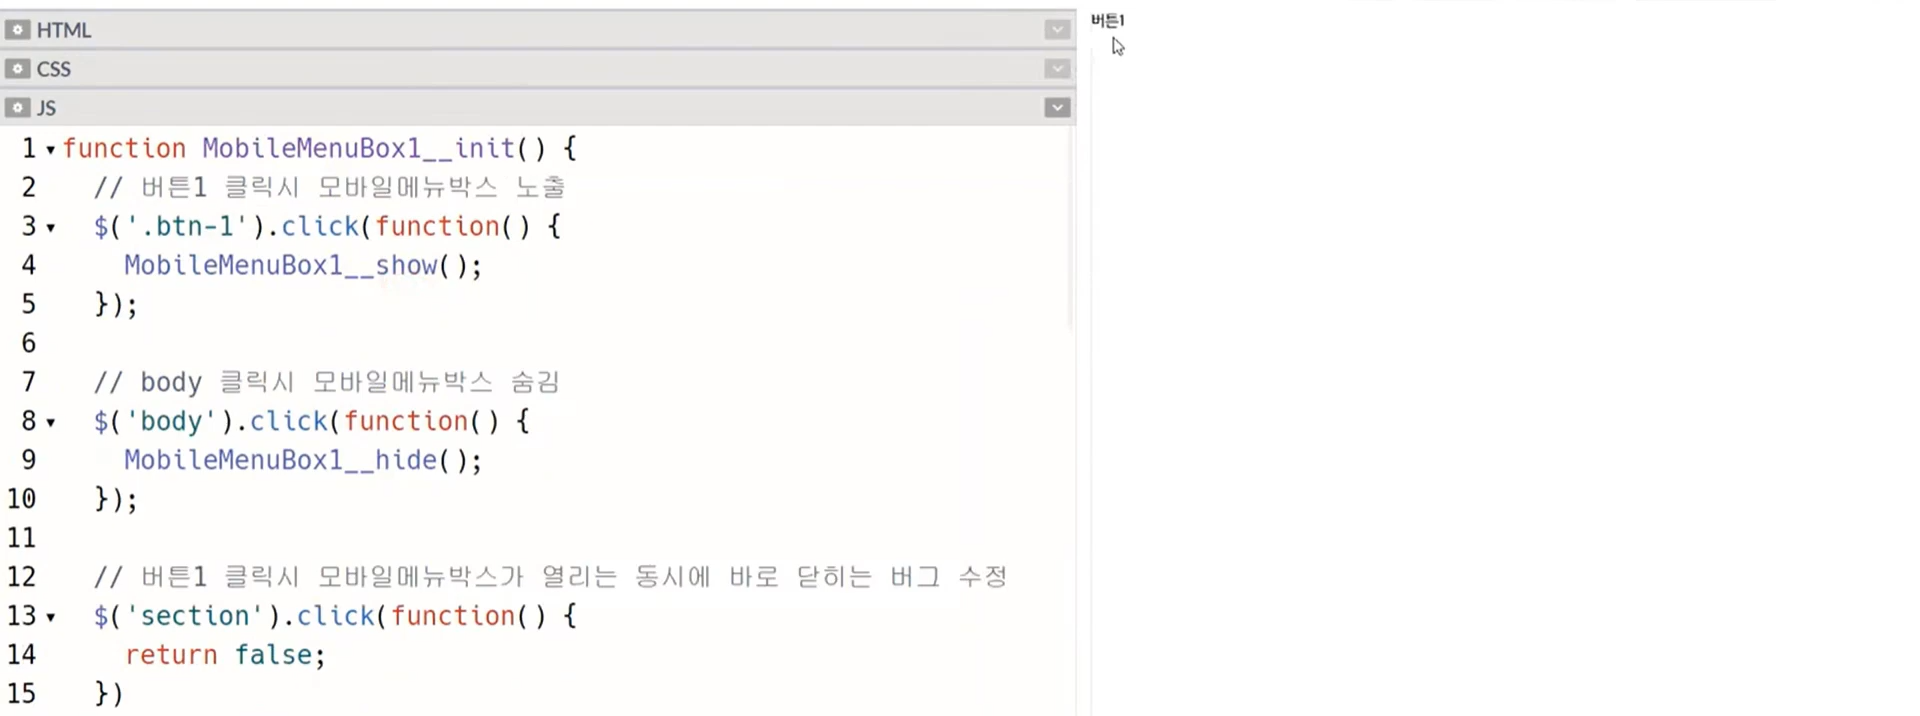 HTML
CSS
JS
1 function MobileMenuBox1__init() {
2 // 버튼1 클릭시 모바일메뉴박스 노출
3 $('.btn-1').click(function() {
4 MobileMenuBox1__show();
5 });
6
7 // body 클릭시 모바일메뉴박스 숨김
8 $('body').click(function() {
9 MobileMenuBox1__hide();
10 });
11
12 // 버튼1 클릭시 모바일메뉴박스가 열리는 동시에 바로 닫히는 버그 수정
13 $('section').click(function() {
14 return false;
15 })
버튼1